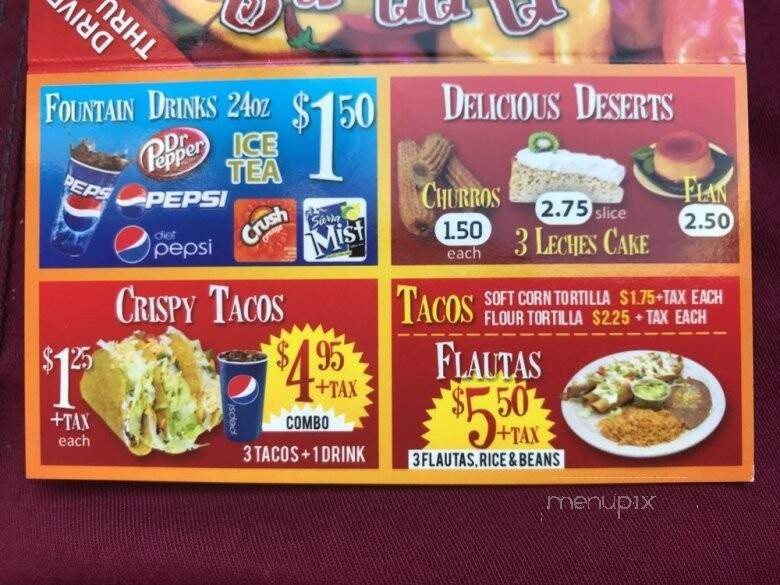 DRIVE
THRU
FOUNTAIN DRINKS 24OZ $1.50
Dr Pepper
ICE
TEA
PEPSI
PEPSI
diet
pepsi
Crush
Sierra
Mist
DELICIOUS DESERTS
CHURROS
1.50
each
2.75 slice
3 LECHES CAKE
FLAN
2.50
CRISPY TACOS
$1.25
+TAX
each
pepsi
$4.95
+TAX
COMBO
3 TACOS + 1 DRINK
TACOS
SOFT CORN TORTILLA $1.75+TAX EACH
FLOUR TORTILLA $2.25 + TAX EACH
FLAUTAS
$5.50
+TAX
3 FLAUTAS, RICE & BEANS
menupix